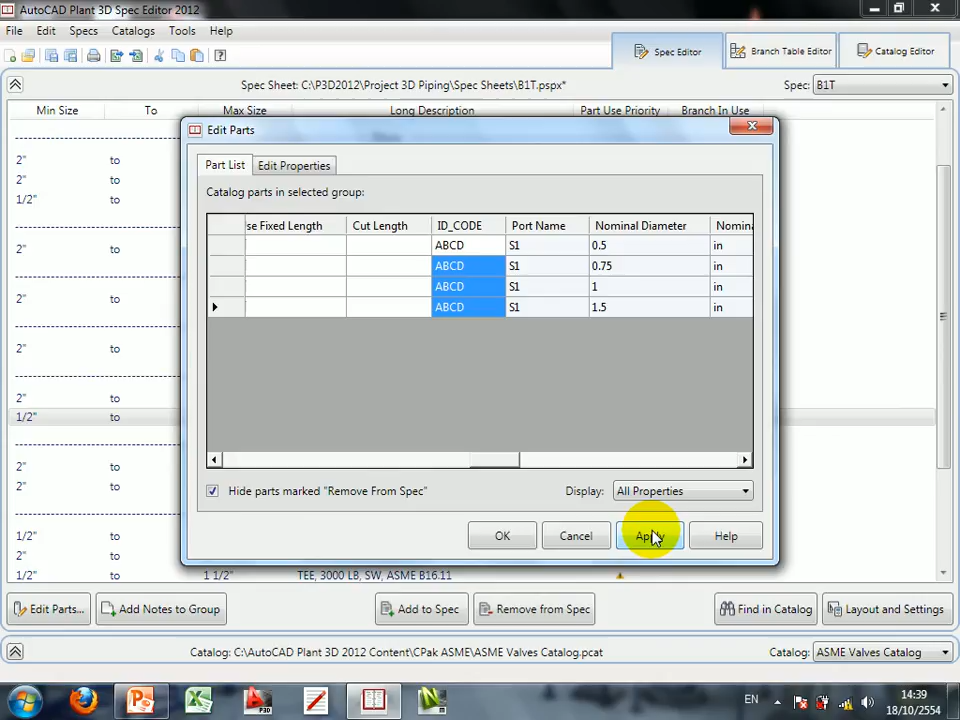 AutoCAD Plant 3D Spec Editor 2012
File Edit Specs Catalogs Tools Help
Spec Editor Branch Table Editor Catalog Editor
Spec Sheet: C:\P3D2012\Project 3D Piping\Spec Sheets\B1T.pspx* Spec: B1T
Min Size To Max Size Long Description Part Use Priority Branch In Use
2" to
2" to
1/2" to
2" to
2" to
2" to
2" to
1/2" to
2" to
2" to
1/2" to
2" to
1/2" to 1 1/2" TEE, 3000 LB, SW, ASME B16.11
Edit Parts
Part List Edit Properties
Catalog parts in selected group:
se Fixed Length Cut Length ID_CODE Port Name Nominal Diameter Nomin
ABCD S1 0.5 in
ABCD S1 0.75 in
ABCD S1 1 in
ABCD S1 1.5 in
Hide parts marked "Remove From Spec" Display: All Properties
OK Cancel Apply Help
Edit Parts... Add Notes to Group Add to Spec Remove from Spec Find in Catalog Layout and Settings
Catalog: C:\AutoCAD Plant 3D 2012 Content\CPak ASME\ASME Valves Catalog.pcat Catalog: ASME Valves Catalog
EN 14:39
18/10/2554